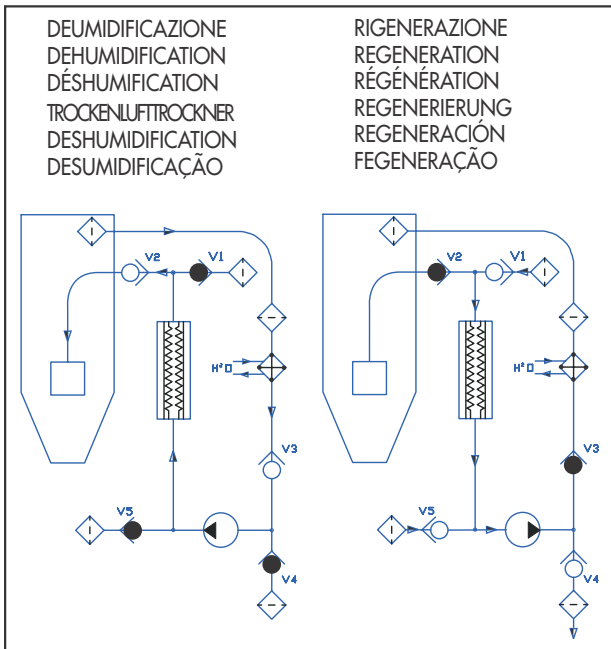 DEUMIDIFICAZIONE
DEHUMIDIFICATION
DÉSHUMIFICATION
TROCKENLUFTTROCKNER
DESHUMIDIFICATION
DESUMIDIFICAÇÃO
RIGENERAZIONE
REGENERATION
RÉGÉNÉRATION
REGENERIERUNG
REGENERACIÓN
FEGENERAÇÃO
V2 V1
H²O
V3
V5
V4
V2 V1
H²O
V3
V5
V4